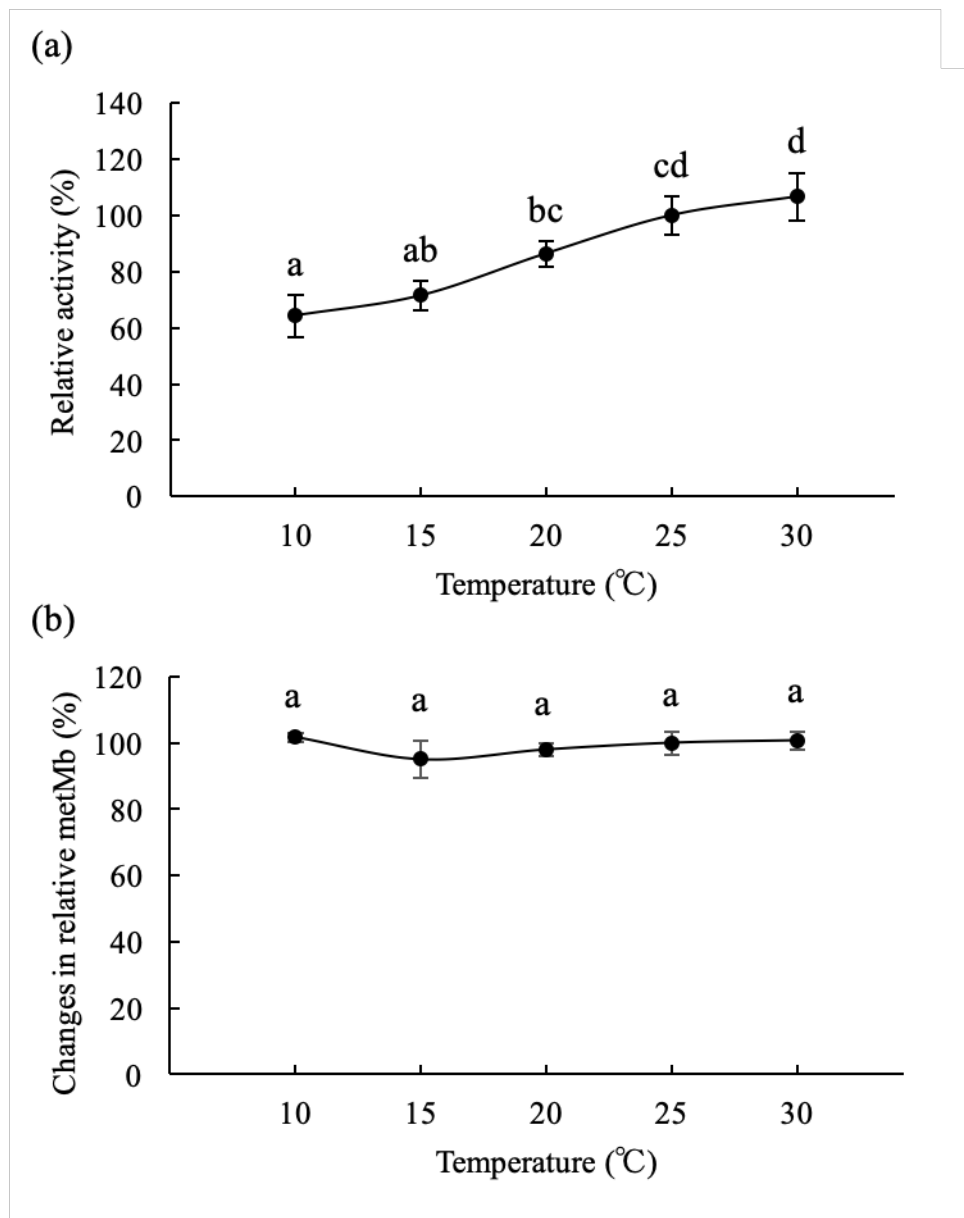 (a)
Relative activity (%)
140
120
100
80
60
40
20
0
a
ab
bc
cd
d
10 15 20 25 30
Temperature (℃)
(b)
Changes in relative metMb (%)
120
100
80
60
40
20
0
a a a a a
10 15 20 25 30
Temperature (℃)